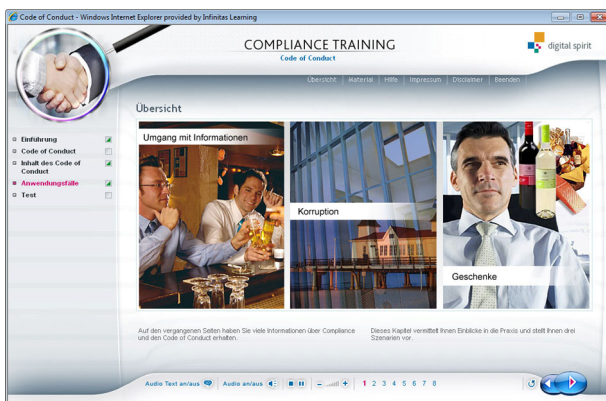 Code of Conduct - Windows Internet Explorer provided by Infinitas Learning
COMPLIANCE TRAINING
Code of Conduct
digital spirit
Übersicht | Material | Hilfe | Impressum | Disclaimer | Beenden
Übersicht
Einführung
Code of Conduct
Inhalt des Code of
Conduct
Anwendungsfälle
Test
Umgang mit Informationen
Korruption
Geschenke
Auf den vergangenen Seiten haben Sie viele Informationen über Compliance
und den Code of Conduct erhalten.
Dieses Kapitel vermittelt Ihnen Einblicke in die Praxis und stellt Ihnen drei
Szenarien vor.
Audio Text an/aus Audio an/aus 1 2 3 4 5 6 7 8